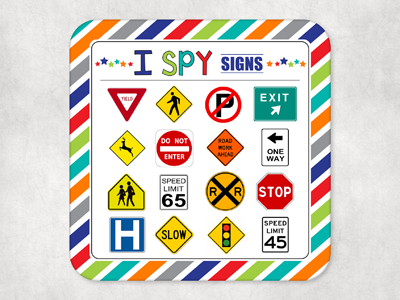 I SPY SIGNS
YIELD
P
EXIT
DO NOT
ENTER
ROAD
WORK
AHEAD
ONE
WAY
SPEED
LIMIT
65
R R
STOP
H
SLOW
SPEED
LIMIT
45